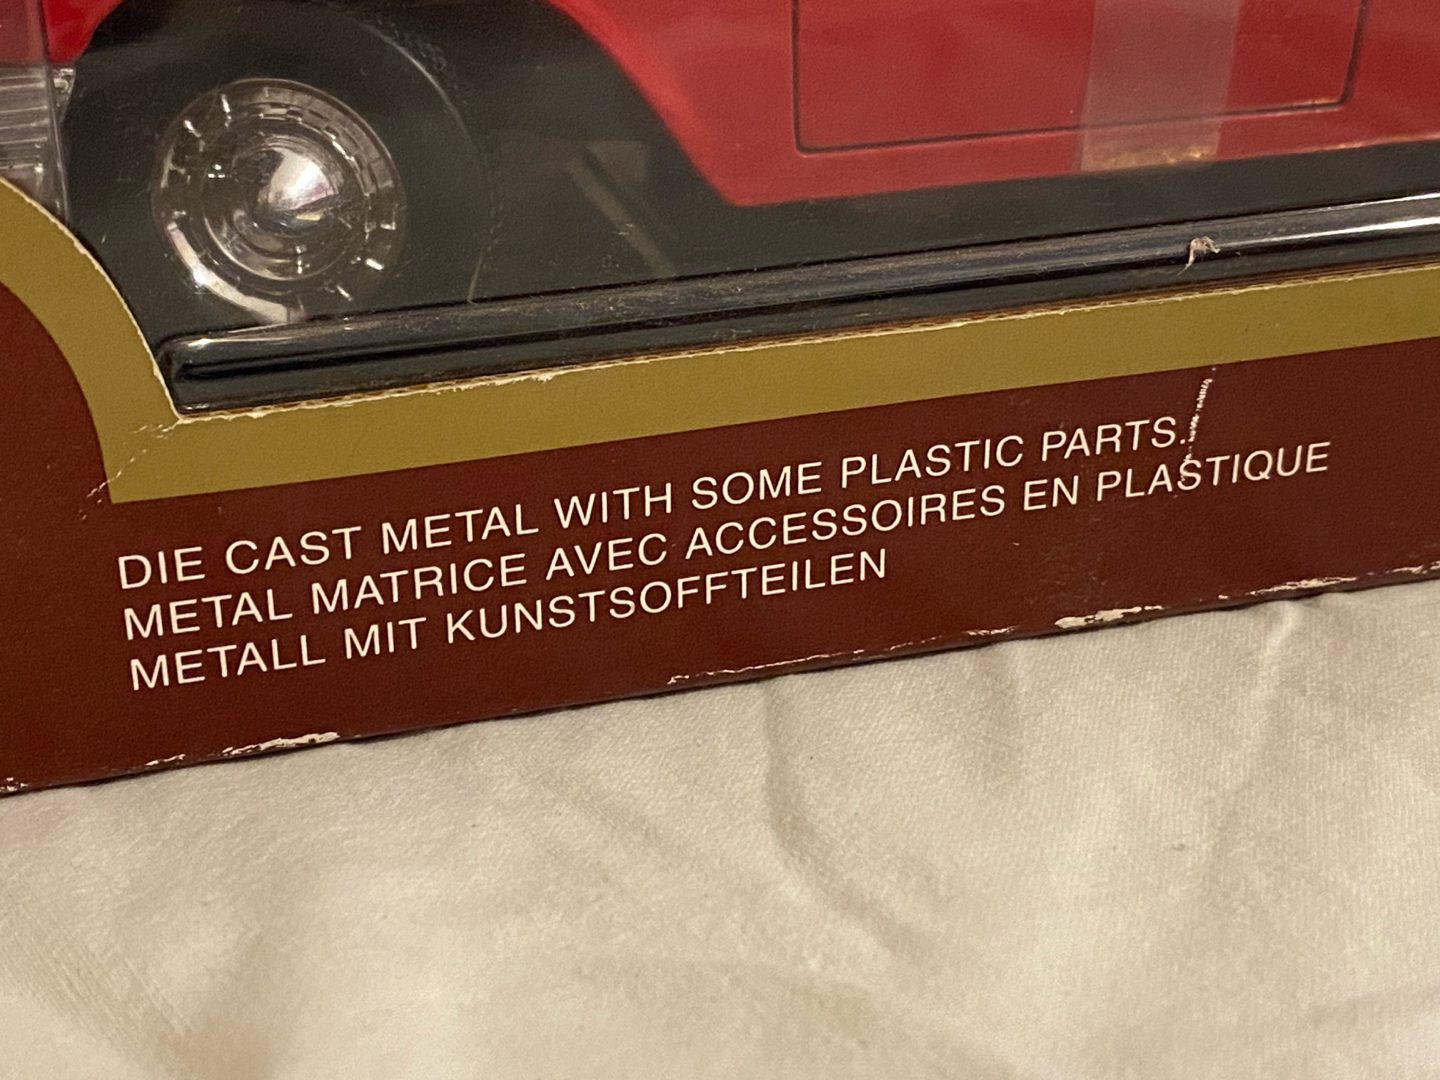 DIE CAST METAL WITH SOME PLASTIC PARTS.
METAL MATRICE AVEC ACCESSOIRES EN PLASTIQUE
METALL MIT KUNSTSOFFTEILEN